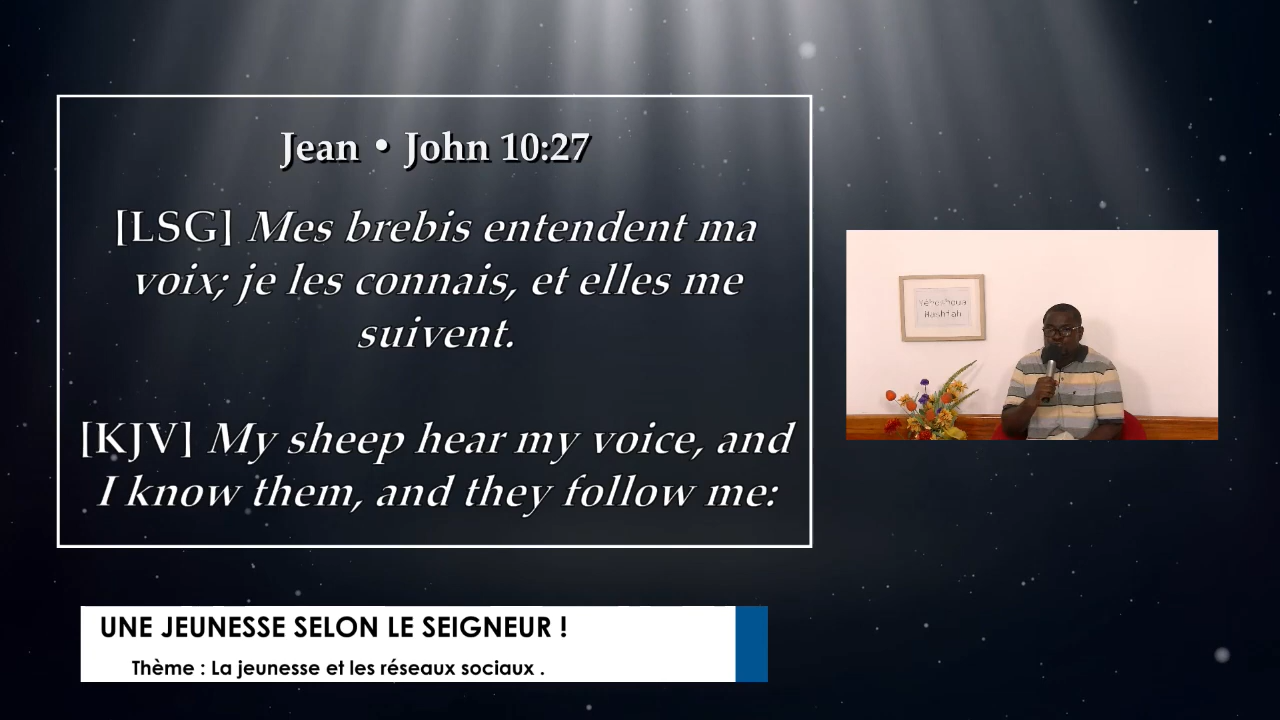 Jean • John 10:27
[LSG] Mes brebis entendent ma
voix; je les connais, et elles me
suivent.
[KJV] My sheep hear my voice, and
I know them, and they follow me:
UNE JEUNESSE SELON LE SEIGNEUR !
Thème : La jeunesse et les réseaux sociaux .